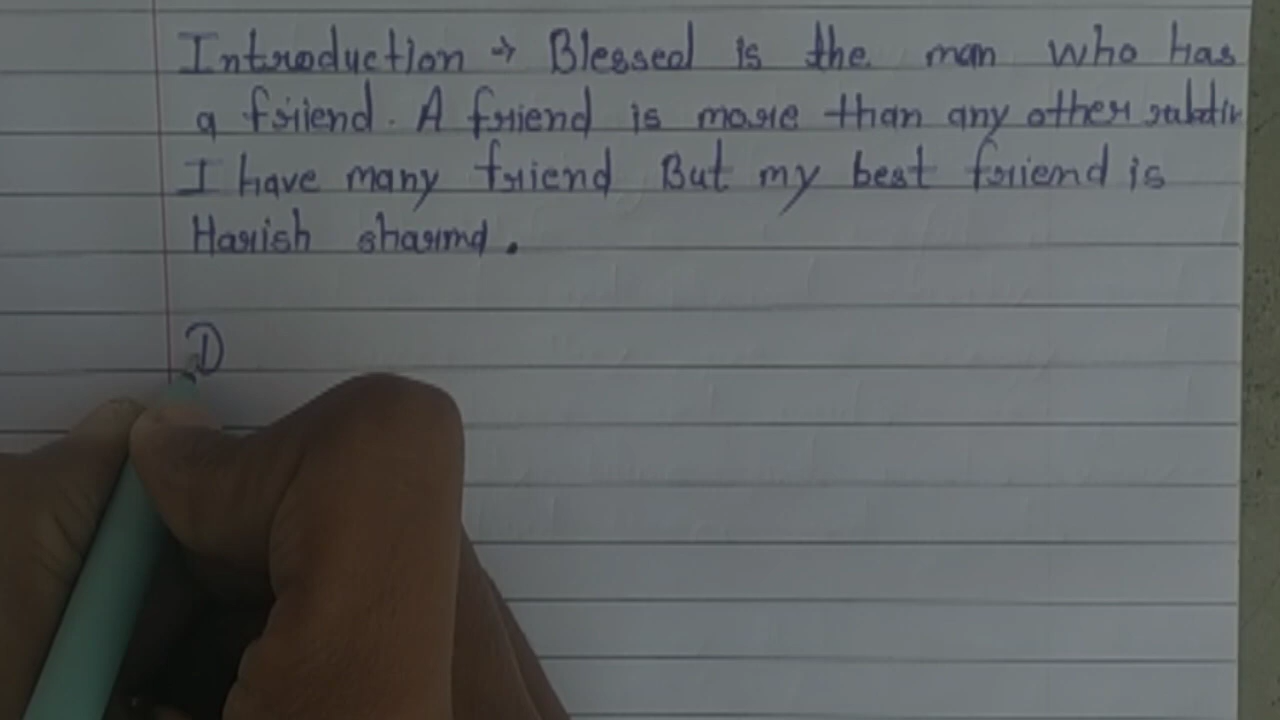 Introduction → Blessed is the man who has
a friend. A friend is more than any other
I have many friend But my best friend is
Harish sharma.
D